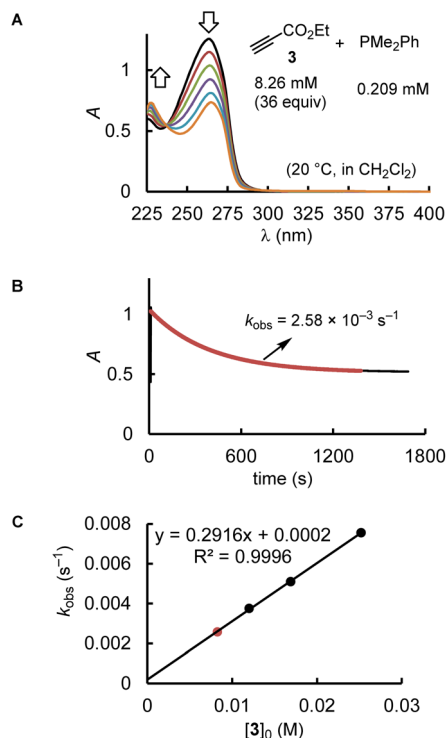 A
CO2Et + PMe2Ph
3
8.26 mM 0.209 mM
(36 equiv)
(20 °C, in CH2Cl2)
A
1
0.5
0
225 250 275 300 325 350 375 400
λ (nm)
B
kobs = 2.58 × 10–3 s–1
A
1
0.5
0
0 600 1200 1800
time (s)
C
y = 0.2916x + 0.0002
R² = 0.9996
kobs (s–1)
0.008
0.006
0.004
0.002
0
0 0.01 0.02 0.03
[3]0 (M)